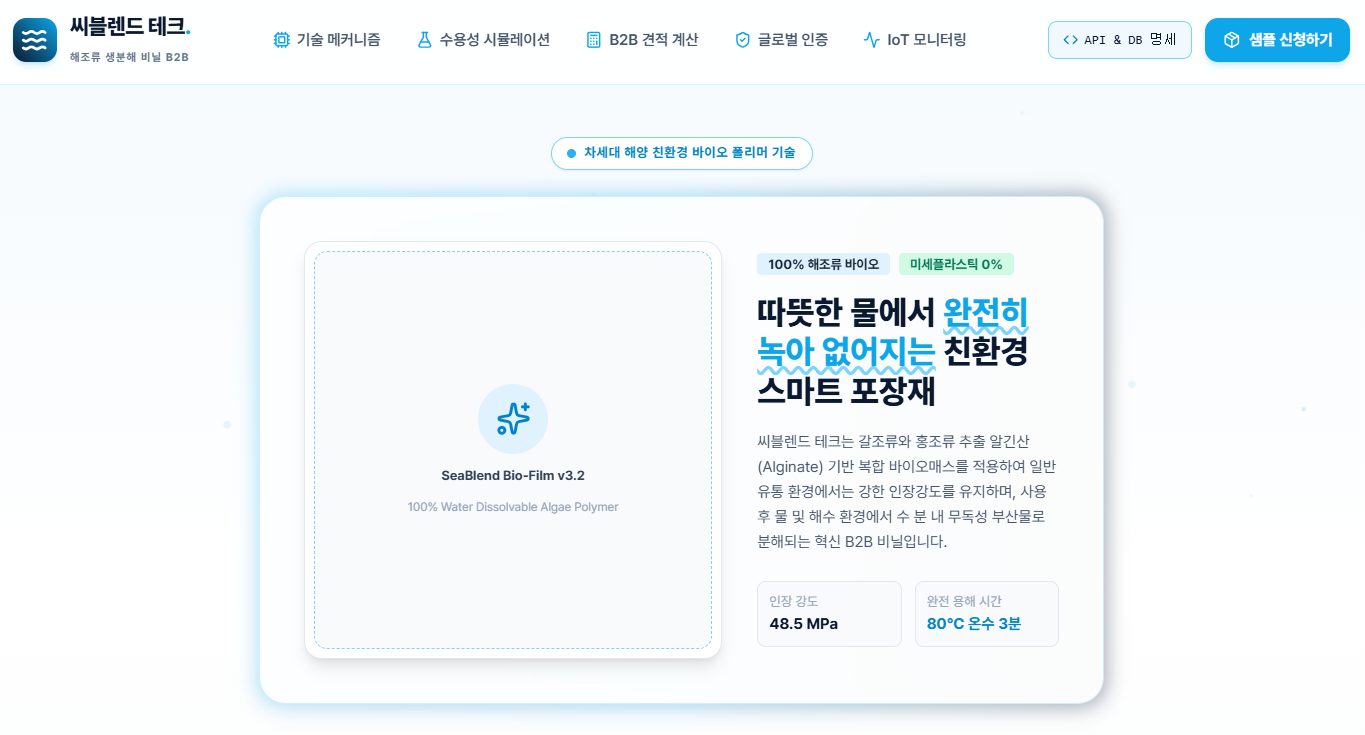 씨블렌드 테크.
해조류 생분해 비닐 B2B
기술 메커니즘
수용성 시뮬레이션
B2B 견적 계산
글로벌 인증
IoT 모니터링
API & DB 명세
샘플 신청하기
차세대 해양 친환경 바이오 폴리머 기술
SeaBlend Bio-Film v3.2
100% Water Dissolvable Algae Polymer
100% 해조류 바이오
미세플라스틱 0%
따뜻한 물에서 완전히
녹아 없어지는 친환경
스마트 포장재
씨블렌드 테크는 갈조류와 홍조류 추출 알긴산
(Alginate) 기반 복합 바이오매스를 적용하여 일반
유통 환경에서는 강한 인장강도를 유지하며, 사용
후 물 및 해수 환경에서 수 분 내 무독성 부산물로
분해되는 혁신 B2B 비닐입니다.
인장 강도
48.5 MPa
완전 용해 시간
80°C 온수 3분